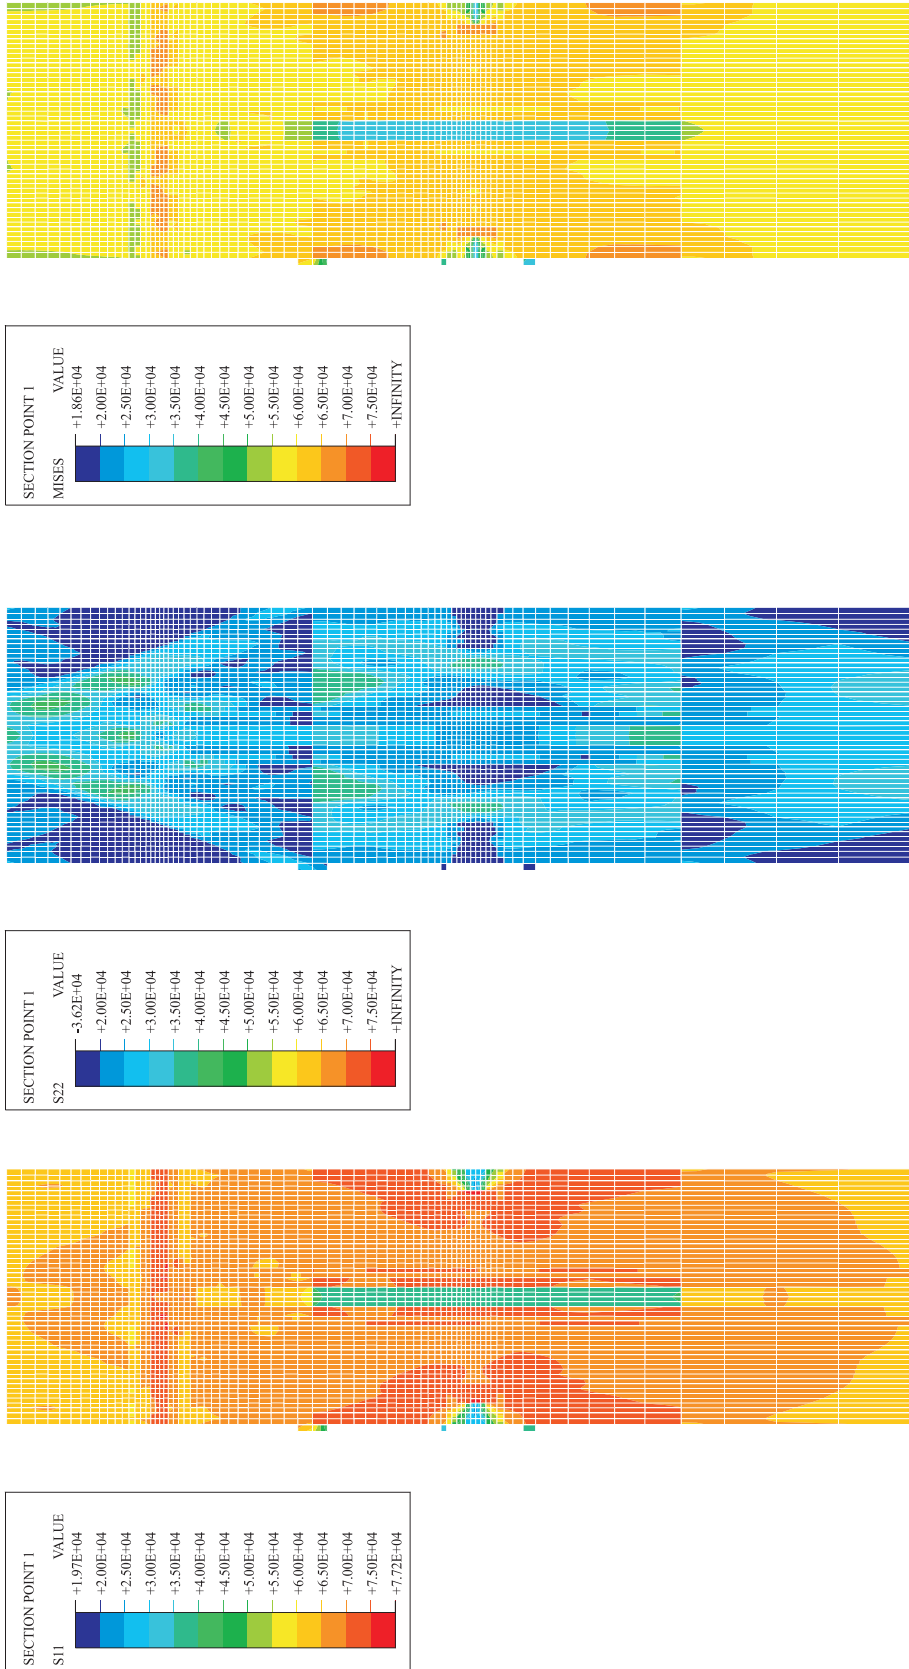 SECTION POINT 1
MISES VALUE
+1.86E+04
+2.00E+04
+2.50E+04
+3.00E+04
+3.50E+04
+4.00E+04
+4.50E+04
+5.00E+04
+5.50E+04
+6.00E+04
+6.50E+04
+7.00E+04
+7.50E+04
+INFINITY
SECTION POINT 1
S22 VALUE
-3.62E+04
+2.00E+04
+2.50E+04
+3.00E+04
+3.50E+04
+4.00E+04
+4.50E+04
+5.00E+04
+5.50E+04
+6.00E+04
+6.50E+04
+7.00E+04
+7.50E+04
+INFINITY
SECTION POINT 1
S11 VALUE
+1.97E+04
+2.00E+04
+2.50E+04
+3.00E+04
+3.50E+04
+4.00E+04
+4.50E+04
+5.00E+04
+5.50E+04
+6.00E+04
+6.50E+04
+7.00E+04
+7.50E+04
+7.72E+04